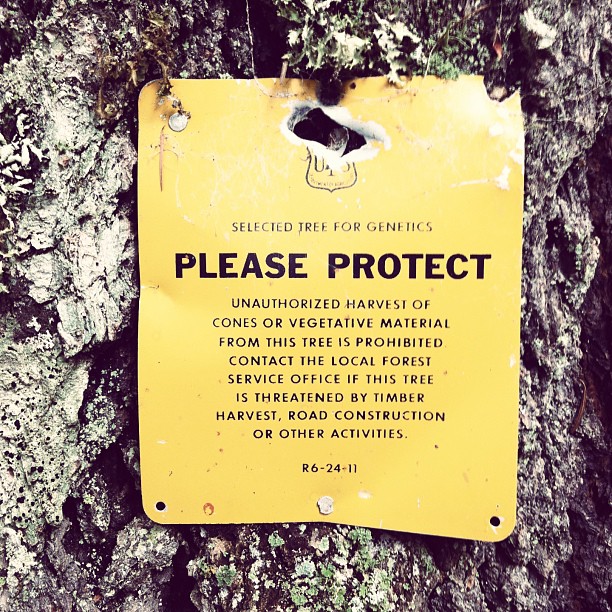 SELECTED TREE FOR GENETICS
PLEASE PROTECT
UNAUTHORIZED HARVEST OF
CONES OR VEGETATIVE MATERIAL
FROM THIS TREE IS PROHIBITED
CONTACT THE LOCAL FOREST
SERVICE OFFICE IF THIS TREE
IS THREATENED BY TIMBER
HARVEST, ROAD CONSTRUCTION
OR OTHER ACTIVITIES.
R6-24-11